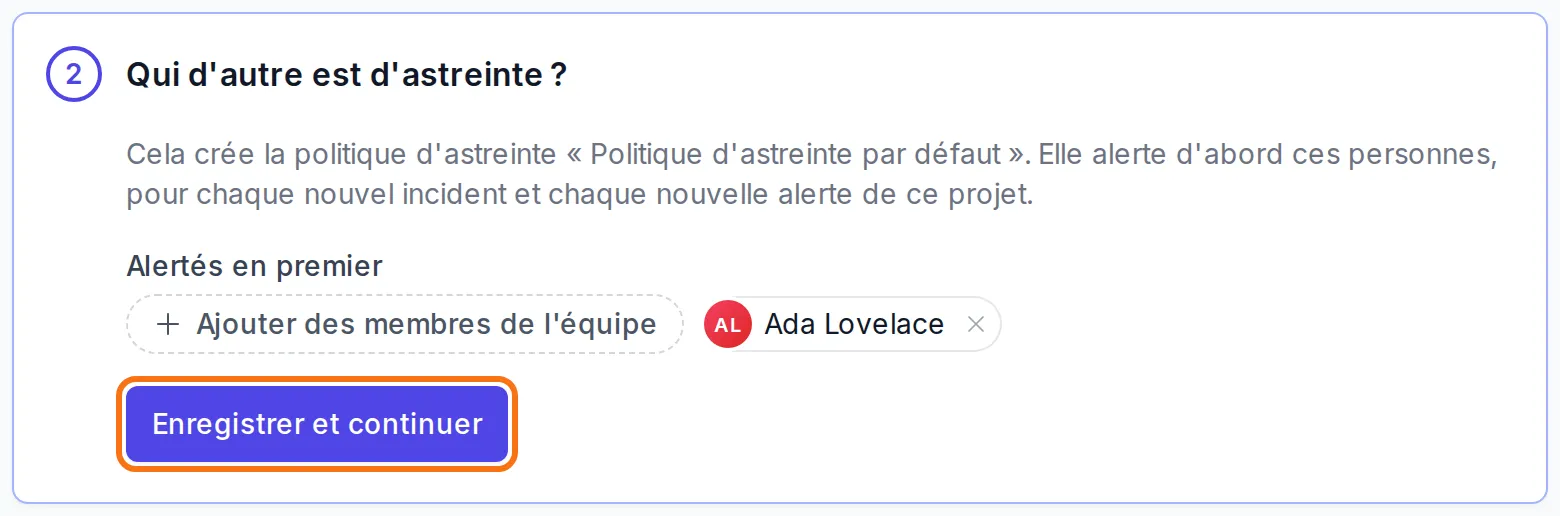 2
Qui d'autre est d'astreinte ?
Cela crée la politique d'astreinte « Politique d'astreinte par défaut ». Elle alerte d'abord ces personnes,
pour chaque nouvel incident et chaque nouvelle alerte de ce projet.
Alertés en premier
+ Ajouter des membres de l'équipe
AL Ada Lovelace ×
Enregistrer et continuer